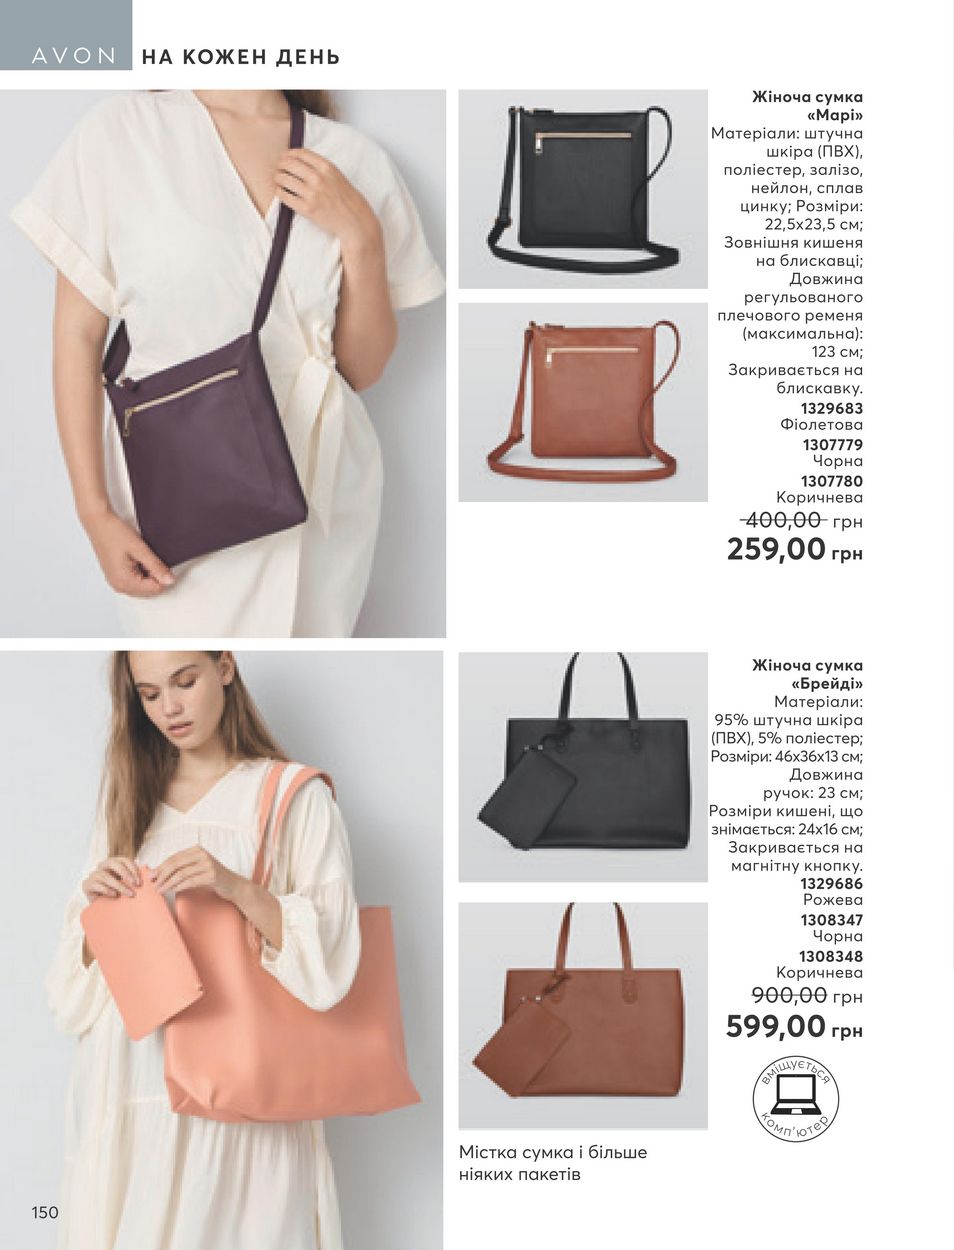 AVON НА КОЖЕН ДЕНЬ
Жіноча сумка
«Марі»
Матеріали: штучна
шкіра (ПВХ),
поліестер, залізо,
нейлон, сплав
цинку; Розміри:
22,5х23,5 см;
Зовнішня кишеня
на блискавці;
Довжина
регульованого
плечового ременя
(максимальна):
123 см;
Закривається на
блискавку.
1329683
Фіолетова
1307779
Чорна
1307780
Коричнева
400,00 грн
259,00 грн
Жіноча сумка
«Брейді»
Матеріали:
95% штучна шкіра
(ПВХ), 5% поліестер;
Розміри: 46х36х13 см;
Довжина
ручок: 23 см;
Розміри кишені, що
знімається: 24х16 см;
Закривається на
магнітну кнопку.
1329686
Рожева
1308347
Чорна
1308348
Коричнева
900,00 грн
599,00 грн
вміщується
комп'ютер
Містка сумка і більше
ніяких пакетів
150